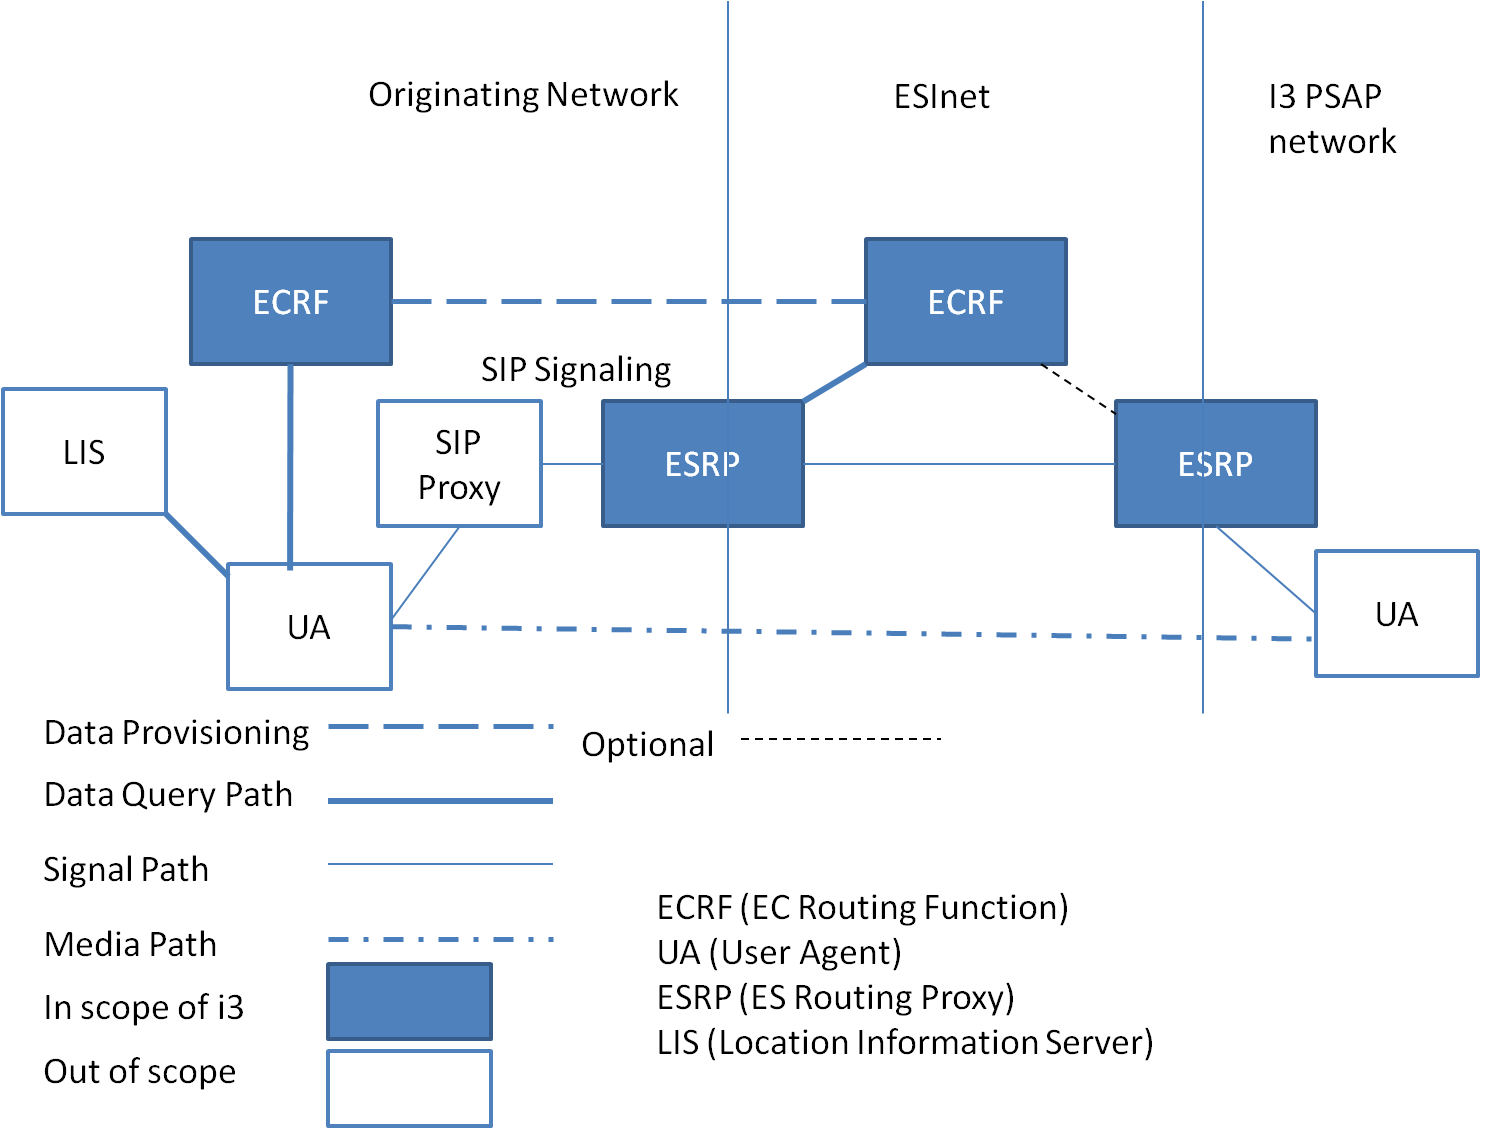 Originating Network
ESInet
I3 PSAP
network
ECRF
ECRF
SIP Signaling
LIS
SIP
Proxy
ESRP
ESRP
UA
UA
Data Provisioning
Optional
Data Query Path
Signal Path
Media Path
In scope of i3
Out of scope
ECRF (EC Routing Function)
UA (User Agent)
ESRP (ES Routing Proxy)
LIS (Location Information Server)